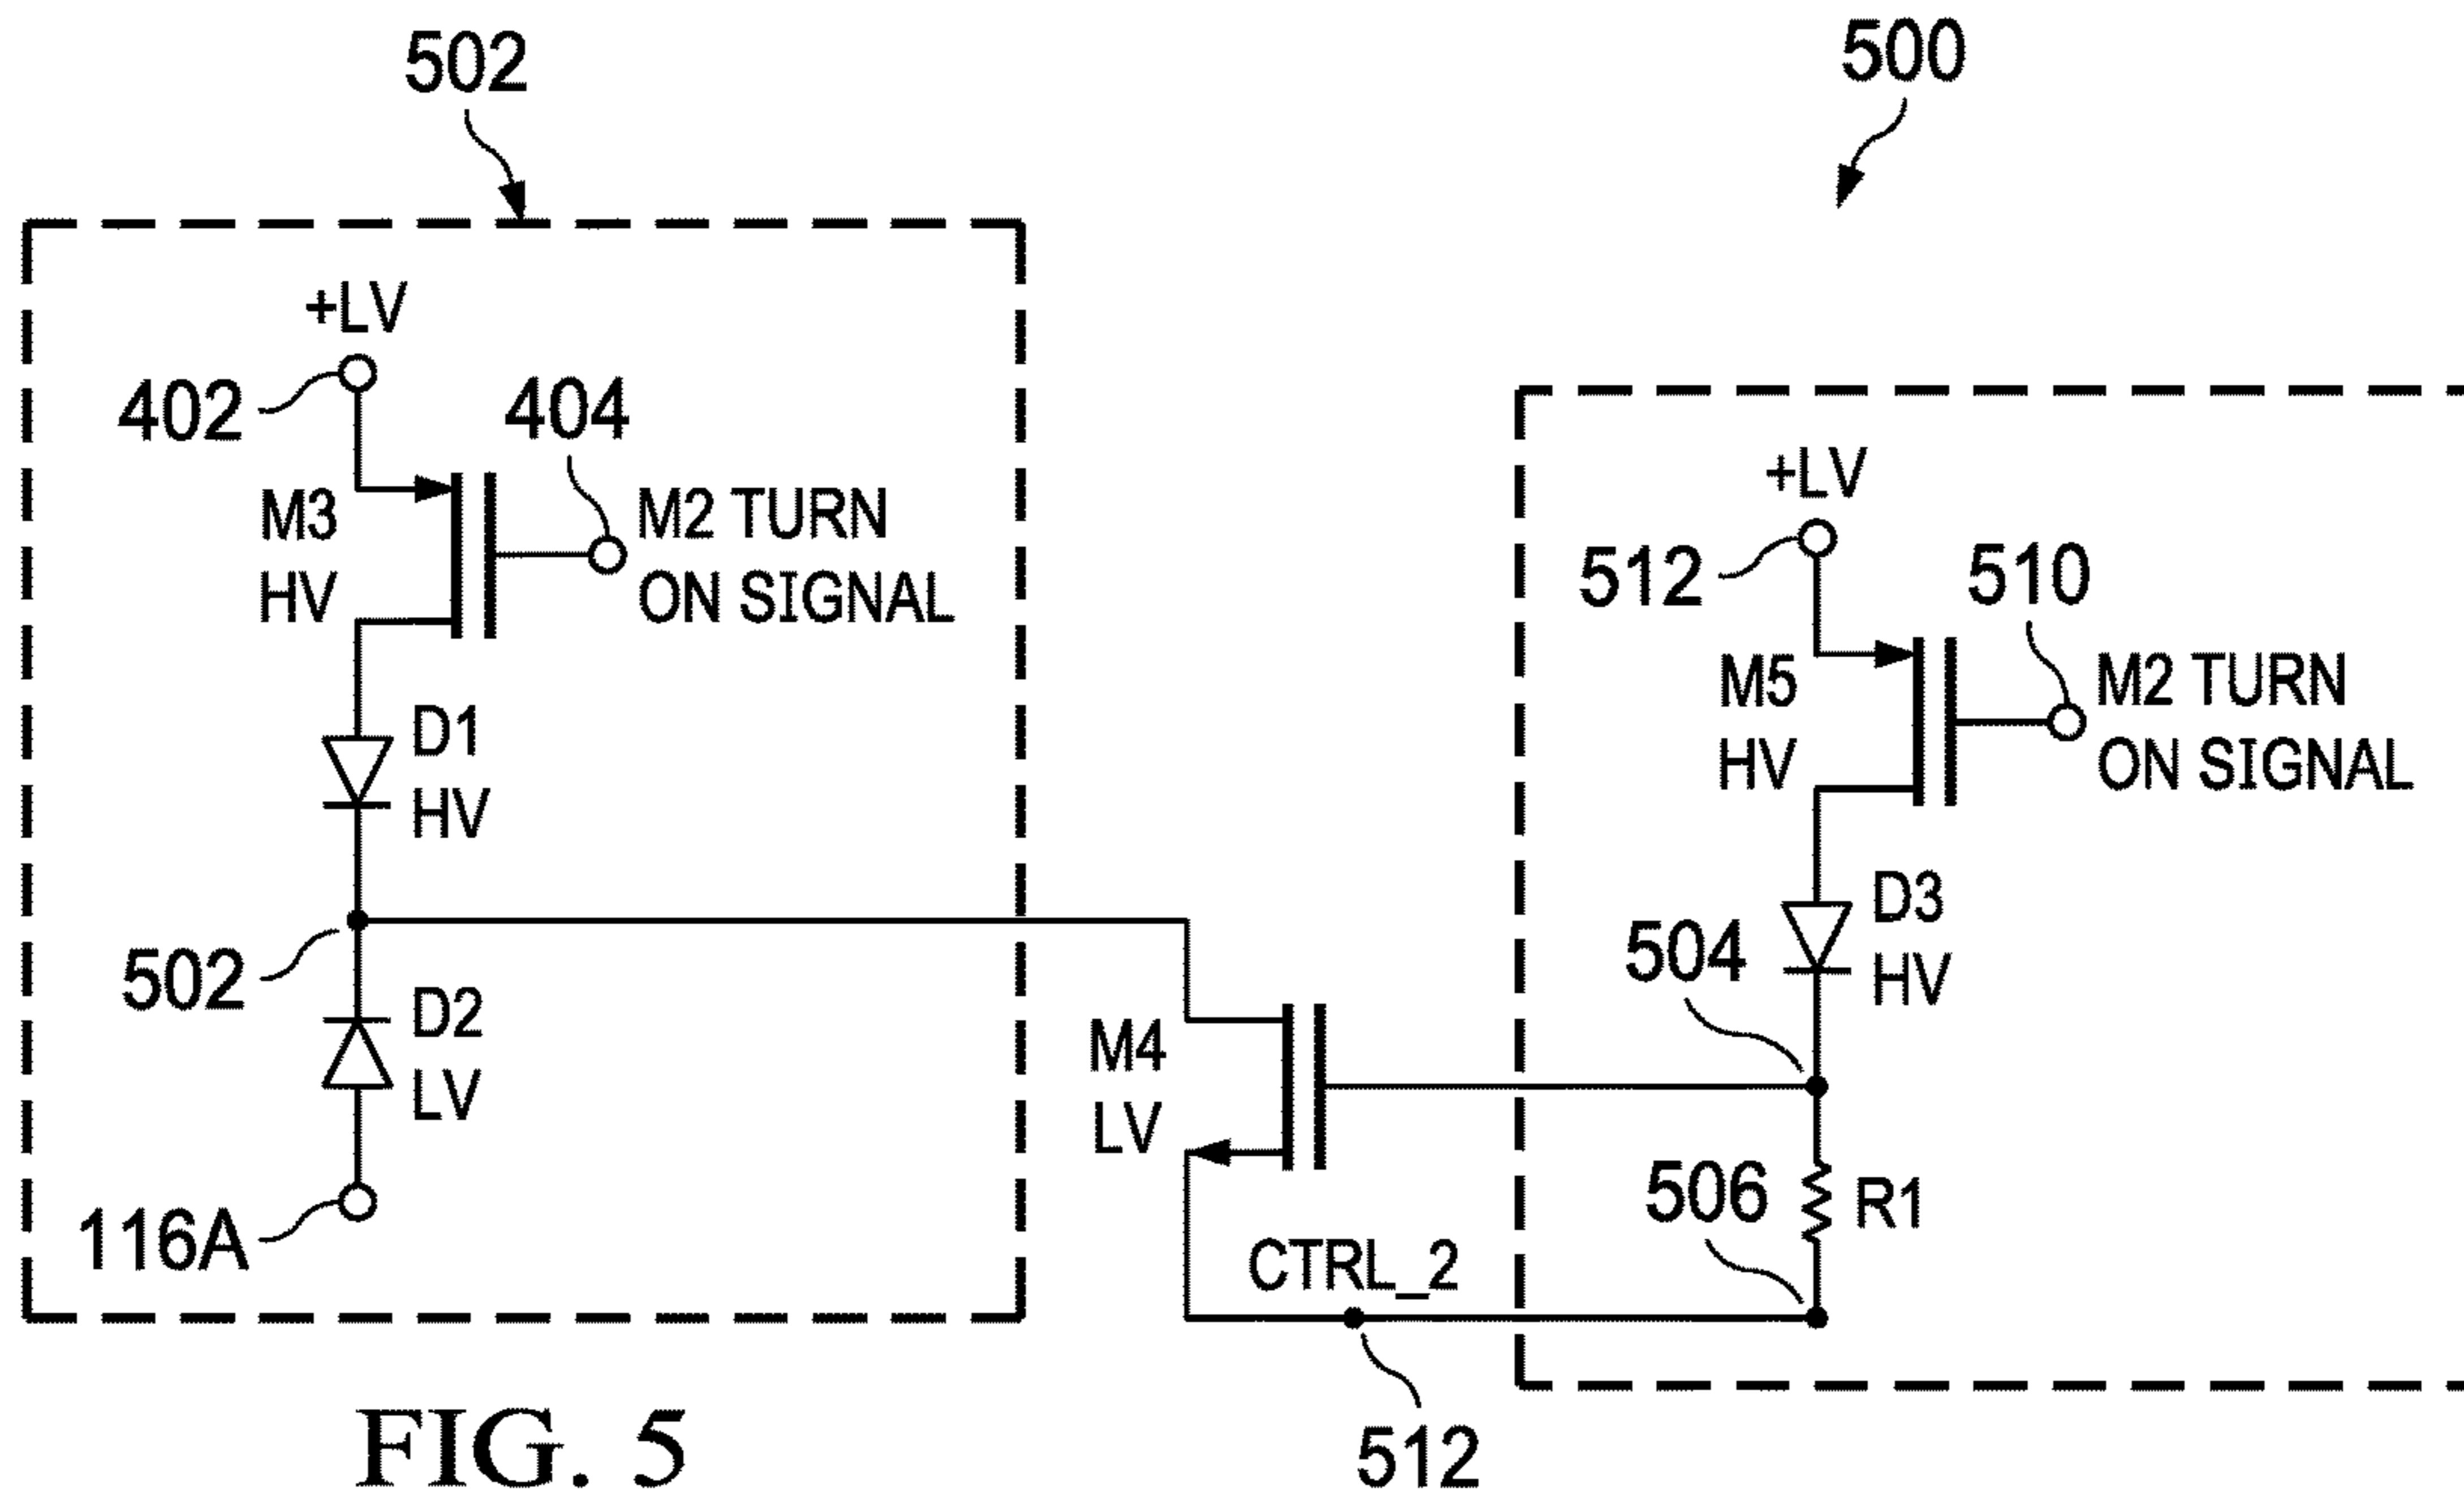 502
500
+LV
402
404
M3
HV
M2 TURN
ON SIGNAL
D1
HV
502
D2
LV
116A
M4
LV
CTRL_2
512
+LV
512
510
M5
HV
M2 TURN
ON SIGNAL
D3
HV
504
506
R1
FIG. 5